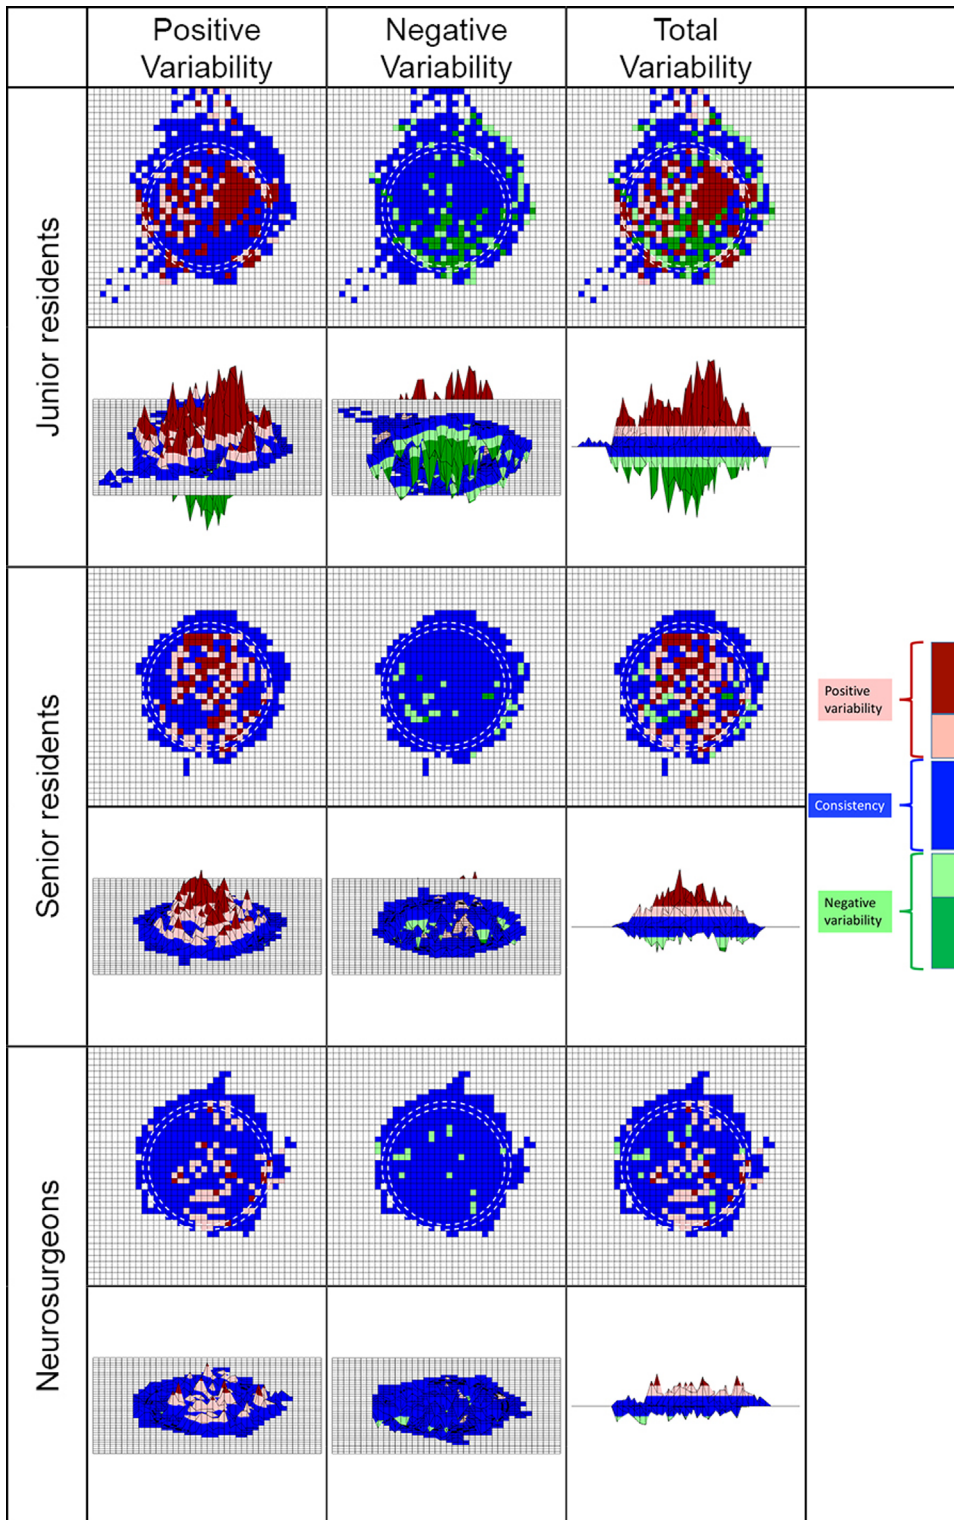 Positive
Variability
Negative
Variability
Total
Variability
Junior residents
Senior residents
Neurosurgeons
Positive
variability
Consistency
Negative
variability